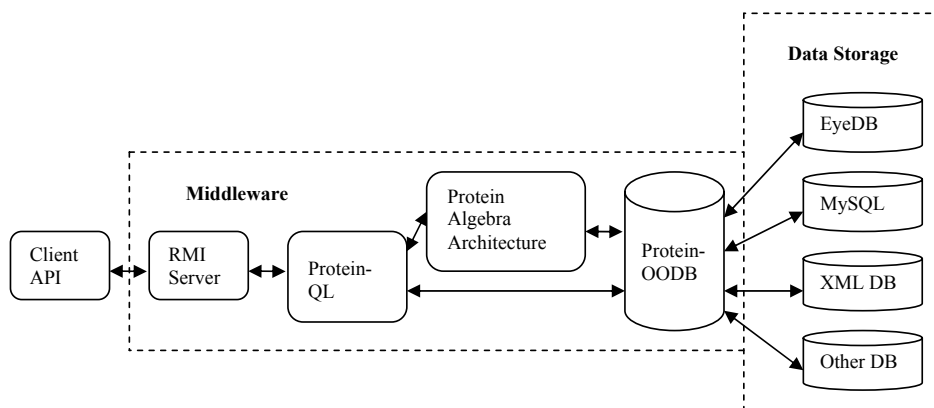 Data Storage
EyeDB
Middleware
Protein
Algebra
Architecture
MySQL
Client
API
RMI
Server
Protein-
QL
Protein-
OODB
XML DB
Other DB